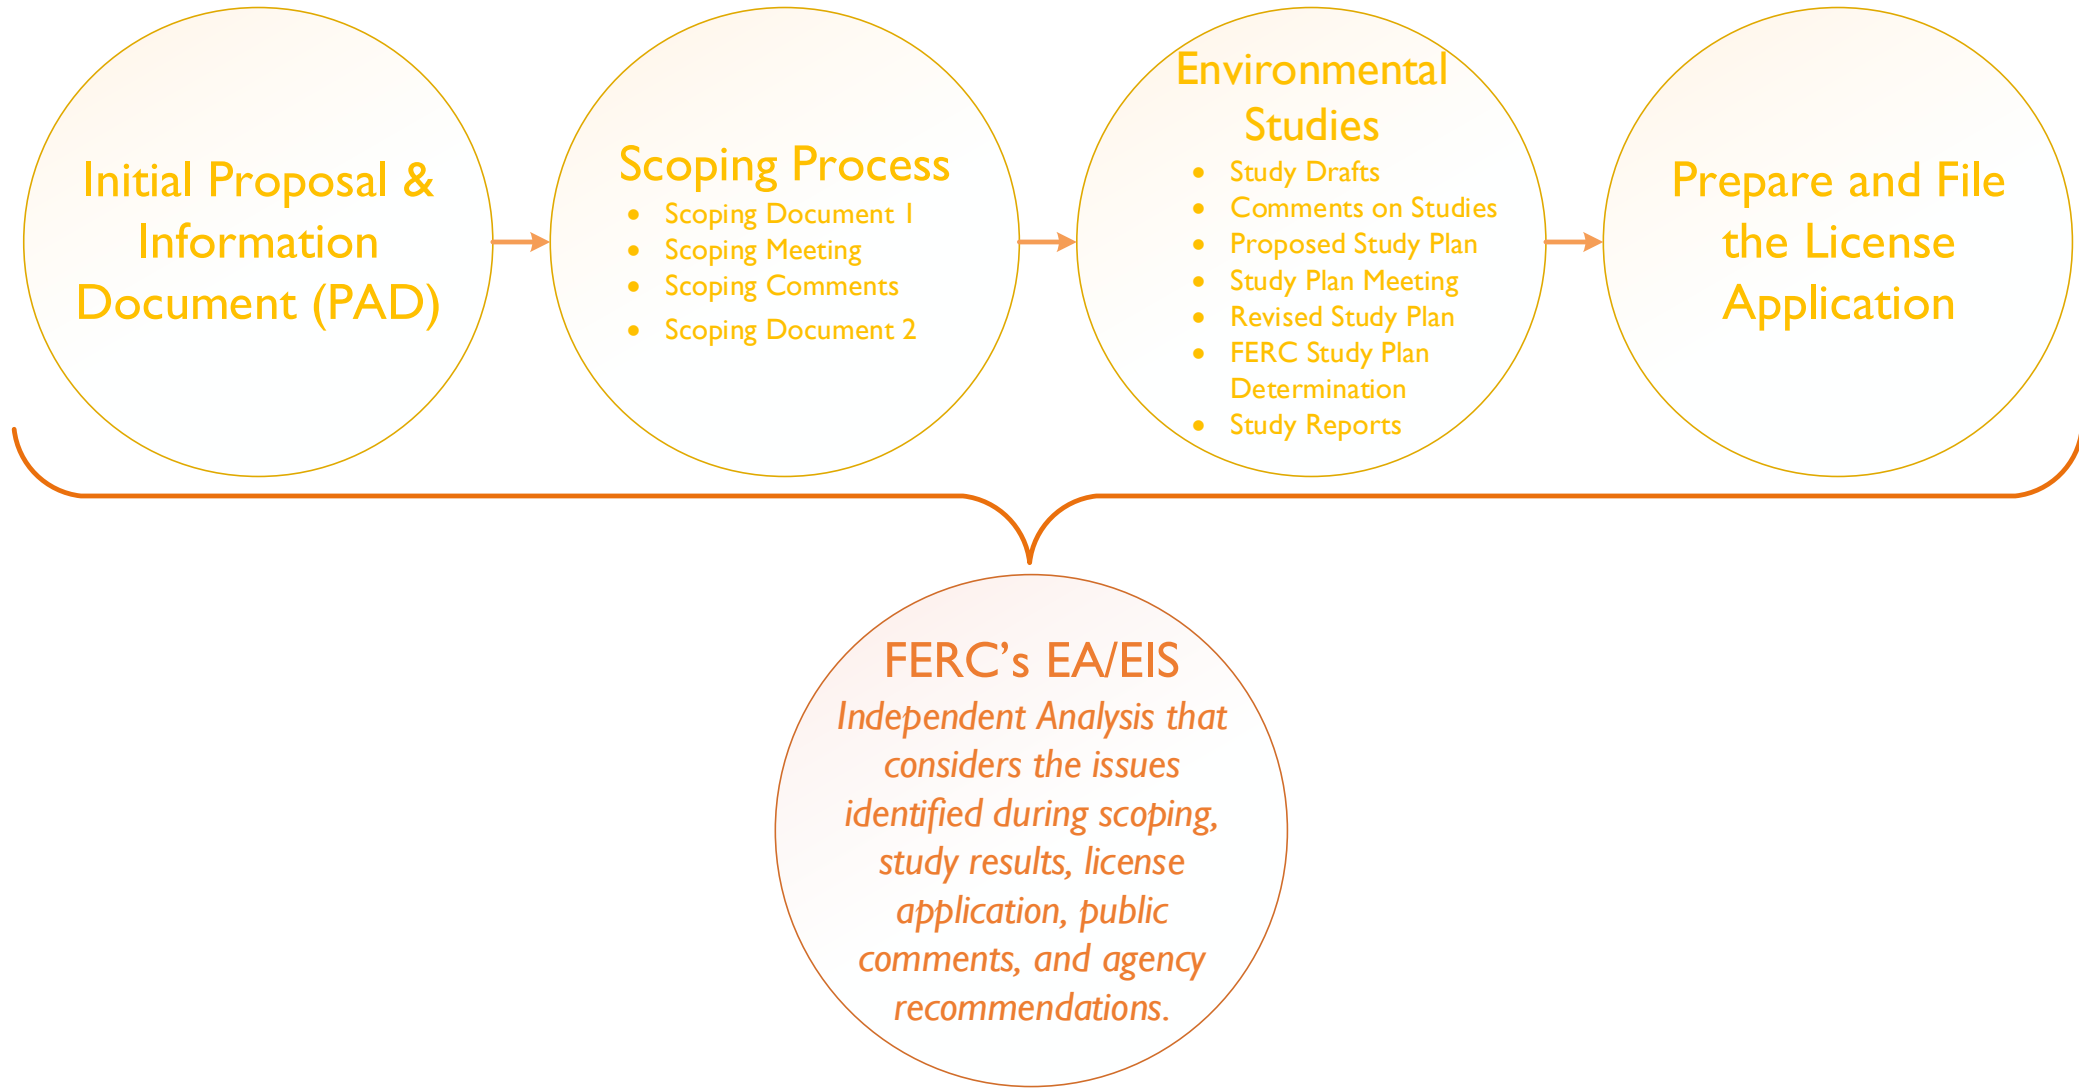 Initial Proposal &
Information
Document (PAD)
Scoping Process
• Scoping Document 1
• Scoping Meeting
• Scoping Comments
• Scoping Document 2
Environmental
Studies
• Study Drafts
• Comments on Studies
• Proposed Study Plan
• Study Plan Meeting
• Revised Study Plan
• FERC Study Plan
Determination
• Study Reports
Prepare and File
the License
Application
FERC’s EA/EIS
Independent Analysis that
considers the issues
identified during scoping,
study results, license
application, public
comments, and agency
recommendations.